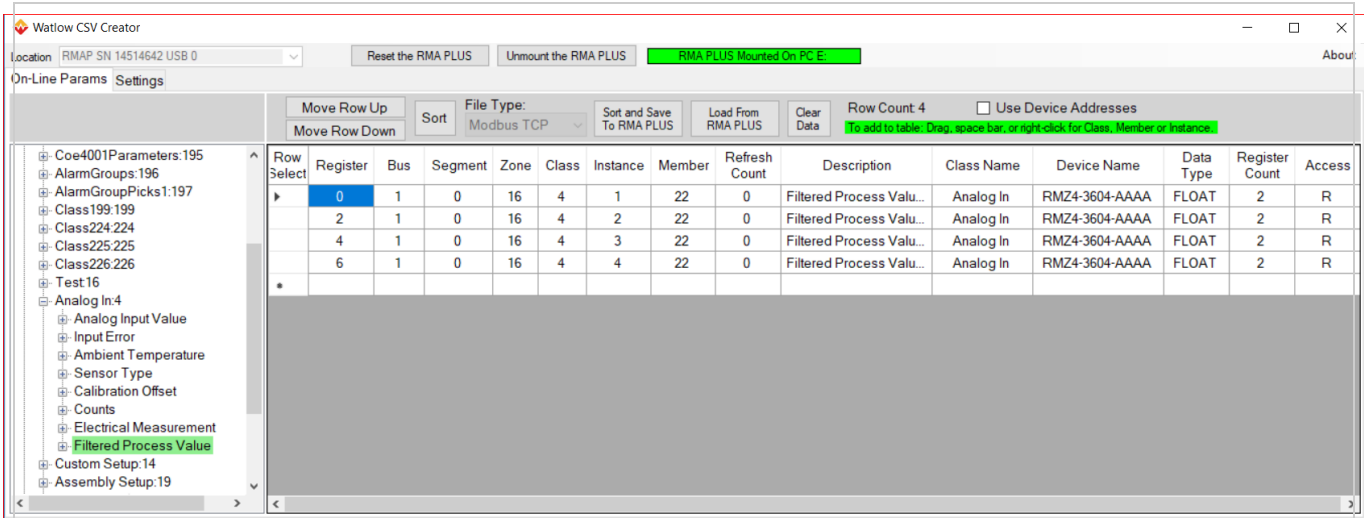 Watlow CSV Creator
Location RMAP SN 14514642 USB 0 Reset the RMA PLUS Unmount the RMA PLUS RMA PLUS Mounted On PC E: About
On-Line Params Settings
Move Row Up
Move Row Down
Sort
File Type:
Modbus TCP
Sort and Save
To RMA PLUS
Load From
RMA PLUS
Clear
Data
Row Count: 4 Use Device Addresses
To add to table: Drag, space bar, or right-click for Class, Member or Instance.
Coe4001Parameters:195
AlarmGroups:196
AlarmGroupPicks1:197
Class199:199
Class224:224
Class225:225
Class226:226
Test:16
Analog In:4
Analog Input Value
Input Error
Ambient Temperature
Sensor Type
Calibration Offset
Counts
Electrical Measurement
Filtered Process Value
Custom Setup:14
Assembly Setup:19
Row Select Register Bus Segment Zone Class Instance Member Refresh Count Description Class Name Device Name Data Type Register Count Access
0 1 0 16 4 1 22 0 Filtered Process Valu... Analog In RMZ4-3604-AAAA FLOAT 2 R
2 1 0 16 4 2 22 0 Filtered Process Valu... Analog In RMZ4-3604-AAAA FLOAT 2 R
4 1 0 16 4 3 22 0 Filtered Process Valu... Analog In RMZ4-3604-AAAA FLOAT 2 R
6 1 0 16 4 4 22 0 Filtered Process Valu... Analog In RMZ4-3604-AAAA FLOAT 2 R